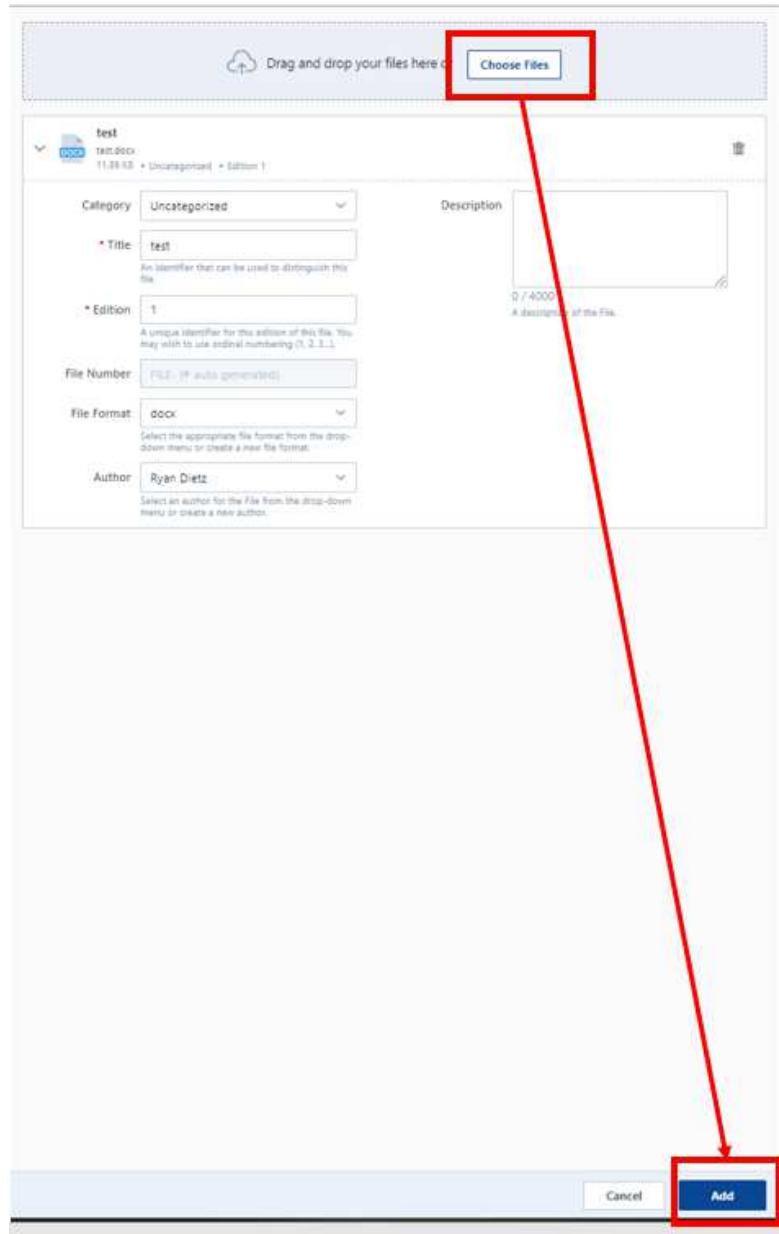 Drag and drop your files here o
Choose Files
test
DOCX
test.docx
• Uncategorized • Edition 1
Category
Uncategorized
Description
* Title
test
An identifier that can be used to distinguish this
file.
0 / 4000
A description of the File.
* Edition
1
A unique identifier for this edition of this file. You
may wish to use ordinal numbering (1, 2, 3...).
File Number
FILE- (# auto generated)
File Format
docx
Select the appropriate file format from the drop-
down menu or create a new file format.
Author
Ryan Dietz
Select an author for the File from the drop-down
menu or create a new author.
Cancel
Add